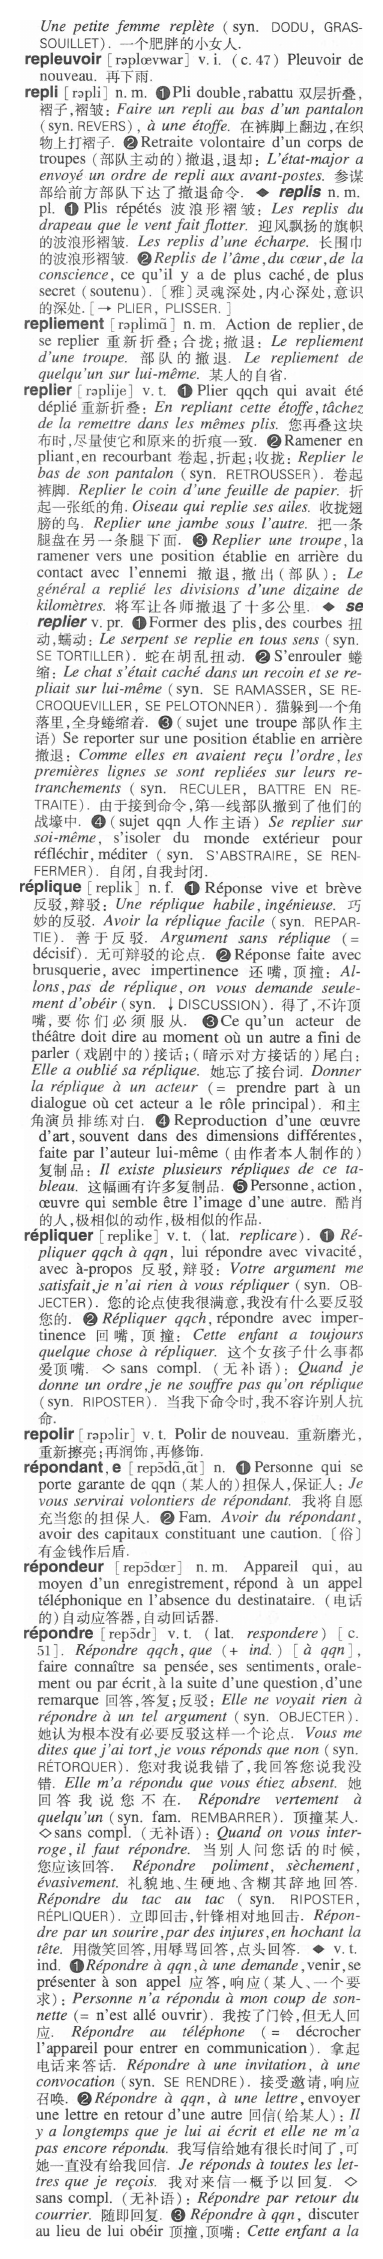 Une petite femme replète (syn. DODU, GRAS-
SOUILLET). 一个肥胖的小女人.
repleuvoir [rəplœvwar] v. i. (c. 47) Pleuvoir de
nouveau. 再下雨.
repli [rəpli] n. m. ❶Pli double,rabattu 双层折叠,
褶子,褶皱: Faire un repli au bas d'un pantalon
(syn. REVERS), à une étoffe. 在裤脚上翻边,在织
物上打褶子. ❷Retraite volontaire d'un corps de
troupes (部队主动的)撤退,退却: L'état-major a
envoyé un ordre de repli aux avant-postes. 参谋
部给前方部队下达了撤退命令. ◆ replis n. m.
pl. ❶ Plis répétés 波浪形褶皱: Les replis du
drapeau que le vent fait flotter. 迎风飘扬的旗帜
的波浪形褶皱. Les replis d'une écharpe. 长围巾
的波浪形褶皱. ❷Replis de l'âme,du cœur,de la
conscience, ce qu'il y a de plus caché,de plus
secret (soutenu). 〔雅〕灵魂深处,内心深处,意识
的深处. [→ PLIER, PLISSER. ]
repliement [rəplimɑ̃] n. m. Action de replier,de
se replier 重新折叠;合拢;撤退: Le repliement
d'une troupe. 部队的撤退. Le repliement de
quelqu'un sur lui-même. 某人的自省.
replier [rəplije] v. t. ❶ Plier qqch qui avait été
déplié 重新折叠: En repliant cette étoffe,tâchez
de la remettre dans les mêmes plis. 您再叠这块
布时,尽量使它和原来的折痕一致. ❷Ramener en
pliant,en recourbant 卷起,折起;收拢: Replier le
bas de son pantalon (syn. RETROUSSER). 卷起
裤脚. Replier le coin d'une feuille de papier. 折
起一张纸的角. Oiseau qui replie ses ailes. 收拢翅
膀的鸟. Replier une jambe sous l'autre. 把一条
腿盘在另一条腿下面. ❸Replier une troupe,la
ramener vers une position établie en arrière du
contact avec l'ennemi 撤退,撤出(部队): Le
général a replié les divisions d'une dizaine de
kilomètres. 将军让各师撤退了十多公里. ◆ se
replier v. pr. ❶Former des plis,des courbes 扭
动,蠕动: Le serpent se replie en tous sens (syn.
SE TORTILLER). 蛇在胡乱扭动. ❷S'enrouler 蜷
缩: Le chat s'était caché dans un recoin et se re-
pliait sur lui-même (syn. SE RAMASSER, SE RE-
CROQUEVILLER, SE PELOTONNER). 猫躲到一个角
落里,全身蜷缩着. ❸(sujet une troupe 部队作主
语) Se reporter sur une position établie en arrière
撤退: Comme elles en avaient reçu l'ordre,les
premières lignes se sont repliées sur leurs re-
tranchements (syn. RECULER, BATTRE EN RE-
TRAITE). 由于接到命令,第一线部队撤到了他们的
战壕中. ❹(sujet qqn 人作主语) Se replier sur
soi-même, s'isoler du monde extérieur pour
réfléchir, méditer (syn. S'ABSTRAIRE, SE REN-
FERMER). 自闭,自我封闭.
réplique [replik] n. f. ❶ Réponse vive et brève
反驳,辩驳: Une réplique habile,ingénieuse. 巧
妙的反驳. Avoir la réplique facile (syn. REPAR-
TIE). 善于反驳. Argument sans réplique (=
décisif). 无可辩驳的论点. ❷Réponse faite avec
brusquerie, avec impertinence 还嘴,顶撞: Al-
lons,pas de réplique,on vous demande seule-
ment d'obéir (syn. ↓DISCUSSION). 得了,不许顶
嘴,要你们必须服从. ❸Ce qu'un acteur de
théâtre doit dire au moment où un autre a fini de
parler (戏剧中的)接话;(暗示对方接话的)尾白:
Elle a oublié sa réplique. 她忘了接台词. Donner
la réplique à un acteur (= prendre part à un
dialogue où cet acteur a le rôle principal). 和主
角演员排练对白. ❹Reproduction d'une œuvre
d'art,souvent dans des dimensions différentes,
faite par l'auteur lui-même (由作者本人制作的)
复制品: Il existe plusieurs répliques de ce ta-
bleau. 这幅画有许多复制品. ❺Personne,action,
œuvre qui semble être l'image d'une autre. 酷肖
的人,极相似的动作,极相似的作品.
répliquer [replike] v. t. (lat. replicare). ❶ Ré-
pliquer qqch à qqn, lui répondre avec vivacité,
avec à-propos 反驳,辩驳: Votre argument me
satisfait,je n'ai rien à vous répliquer (syn. OB-
JECTER). 您的论点使我很满意,我没有什么要反驳
您的. ❷ Répliquer qqch,répondre avec imper-
tinence 回嘴,顶撞: Cette enfant a toujours
quelque chose à répliquer. 这个女孩子什么事都
爱顶嘴. ◇ sans compl. (无补语): Quand je
donne un ordre,je ne souffre pas qu'on réplique
(syn. RIPOSTER). 当我下命令时,我不容许别人抗
命.
repolir [rəpɔlir] v. t. Polir de nouveau. 重新磨光,
重新擦亮;再润饰,再修饰.
répondant,e [repɔ̃dɑ̃,ɑ̃t] n. ❶Personne qui se
porte garante de qqn (某人的)担保人,保证人: Je
vous servirai volontiers de répondant. 我将自愿
充当您的担保人. ❷ Fam. Avoir du répondant,
avoir des capitaux constituant une caution. 〔俗〕
有金钱作后盾.
répondeur [repɔ̃dœr] n. m. Appareil qui, au
moyen d'un enregistrement,répond à un appel
téléphonique en l'absence du destinataire. (电话
的)自动应答器,自动回话器.
répondre [repɔ̃dr] v. t. (lat. respondere) [c.
51]. Répondre qqch,que (+ ind.) [à qqn],
faire connaître sa pensée,ses sentiments, orale-
ment ou par écrit,à la suite d'une question,d'une
remarque 回答,答复;反驳: Elle ne voyait rien à
répondre à un tel argument (syn. OBJECTER).
她认为根本没有必要反驳这样一个论点. Vous me
dites que j'ai tort,je vous réponds que non (syn.
RÉTORQUER). 您对我说我错了,我回答您说我没
错. Elle m'a répondu que vous étiez absent. 她
回答我说您不在. Répondre vertement à
quelqu'un (syn. fam. REMBARRER). 顶撞某人.
◇sans compl. (无补语): Quand on vous inter-
roge,il faut répondre. 当别人问您话的时候,
您应该回答. Répondre poliment, sèchement,
évasivement. 礼貌地、生硬地、含糊其辞地回答.
Répondre du tac au tac (syn. RIPOSTER,
RÉPLIQUER). 立即回击,针锋相对地回击. Répon-
dre par un sourire,par des injures,en hochant la
tête. 用微笑回答,用辱骂回答,点头回答. ◆ v. t.
ind. ❶Répondre à qqn,à une demande,venir,se
présenter à son appel 应答,响应(某人、一个要
求): Personne n'a répondu à mon coup de son-
nette (= n'est allé ouvrir). 我按了门铃,但无人回
应. Répondre au téléphone (= décrocher
l'appareil pour entrer en communication). 拿起
电话来答话. Répondre à une invitation, à une
convocation (syn. SE RENDRE). 接受邀请,响应
召唤. ❷Répondre à qqn, à une lettre,envoyer
une lettre en retour d'une autre 回信(给某人): Il
y a longtemps que je lui ai écrit et elle ne m'a
pas encore répondu. 我写信给她有很长时间了,可
她一直没有给我回信. Je réponds à toutes les let-
tres que je reçois. 我对来信一概予以回复. ◇
sans compl. (无补语): Répondre par retour du
courrier. 随即回复. ❸ Répondre à qqn, discuter
au lieu de lui obéir 顶撞,顶嘴: Cette enfant a la